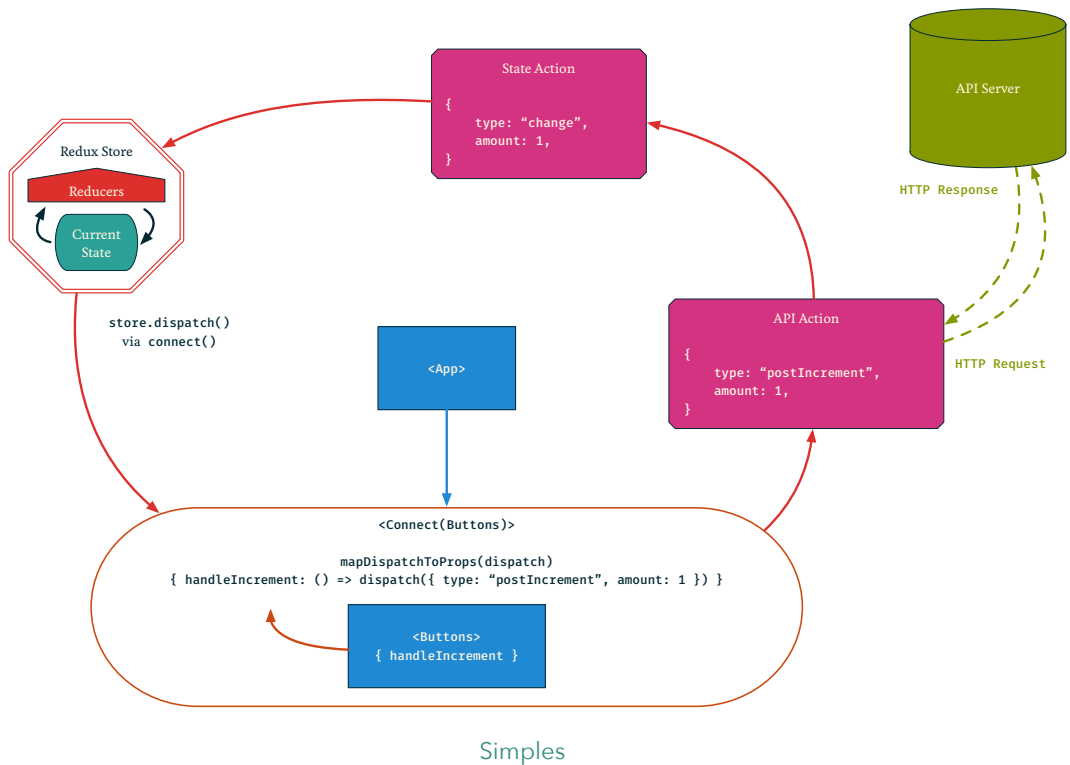 State Action
{
type: “change”,
amount: 1,
}
API Server
HTTP Response
Redux Store
Reducers
Current
State
store.dispatch()
via connect()
<App>
API Action
{
type: “postIncrement”,
amount: 1,
}
HTTP Request
<Connect(Buttons)>
mapDispatchToProps(dispatch)
{ handleIncrement: () => dispatch({ type: “postIncrement”, amount: 1 }) }
<Buttons>
{ handleIncrement }
Simples